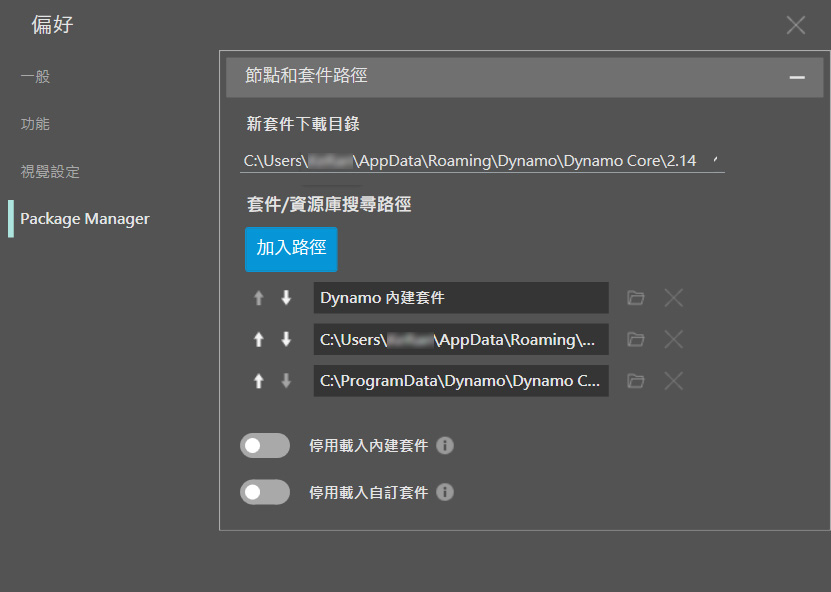 偏好
一般
功能
視覺設定
Package Manager
節點和套件路徑
新套件下載目錄
C:\Users\ \AppData\Roaming\Dynamo\Dynamo Core\2.14
套件/資源庫搜尋路徑
加入路徑
Dynamo 內建套件
C:\Users\ \AppData\Roaming\...
C:\ProgramData\Dynamo\Dynamo C...
停用載入內建套件
停用載入自訂套件